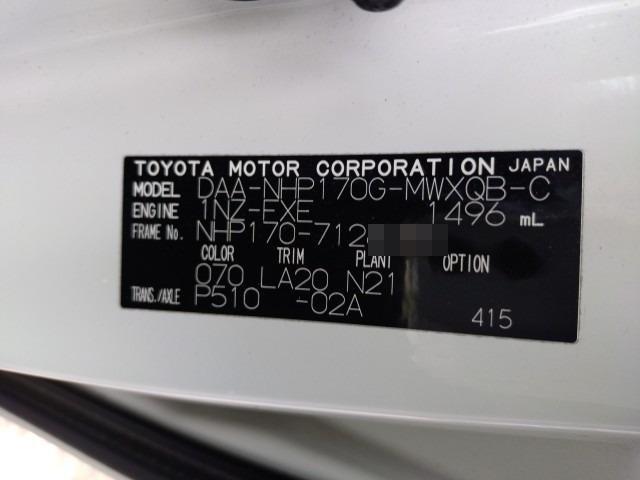 TOYOTA MOTOR CORPORATION JAPAN
MODEL DAA-NHP170G-MWXQB-C
ENGINE 1NZ-EXE 1496 mL
FRAME No. NHP170-712
COLOR TRIM PLANT OPTION
070 LA20 N21
TRANS./AXLE P510 -02A
415